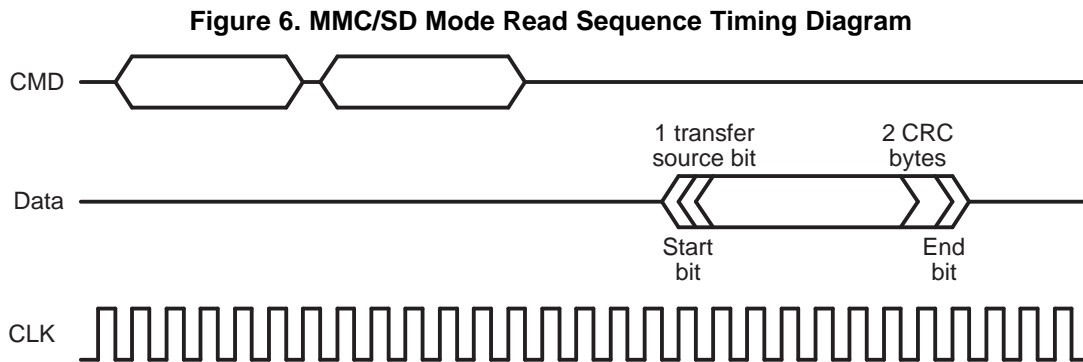 Figure 6. MMC/SD Mode Read Sequence Timing Diagram
CMD
1 transfer
source bit
2 CRC
bytes
Data
Start
bit
End
bit
CLK